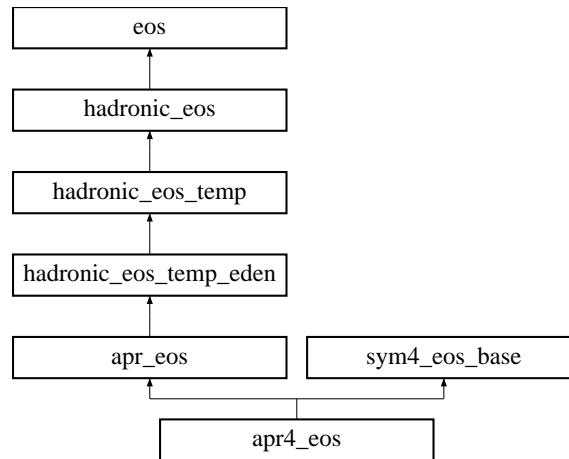 eos
hadronic_eos
hadronic_eos_temp
hadronic_eos_temp_eden
apr_eos
sym4_eos_base
apr4_eos